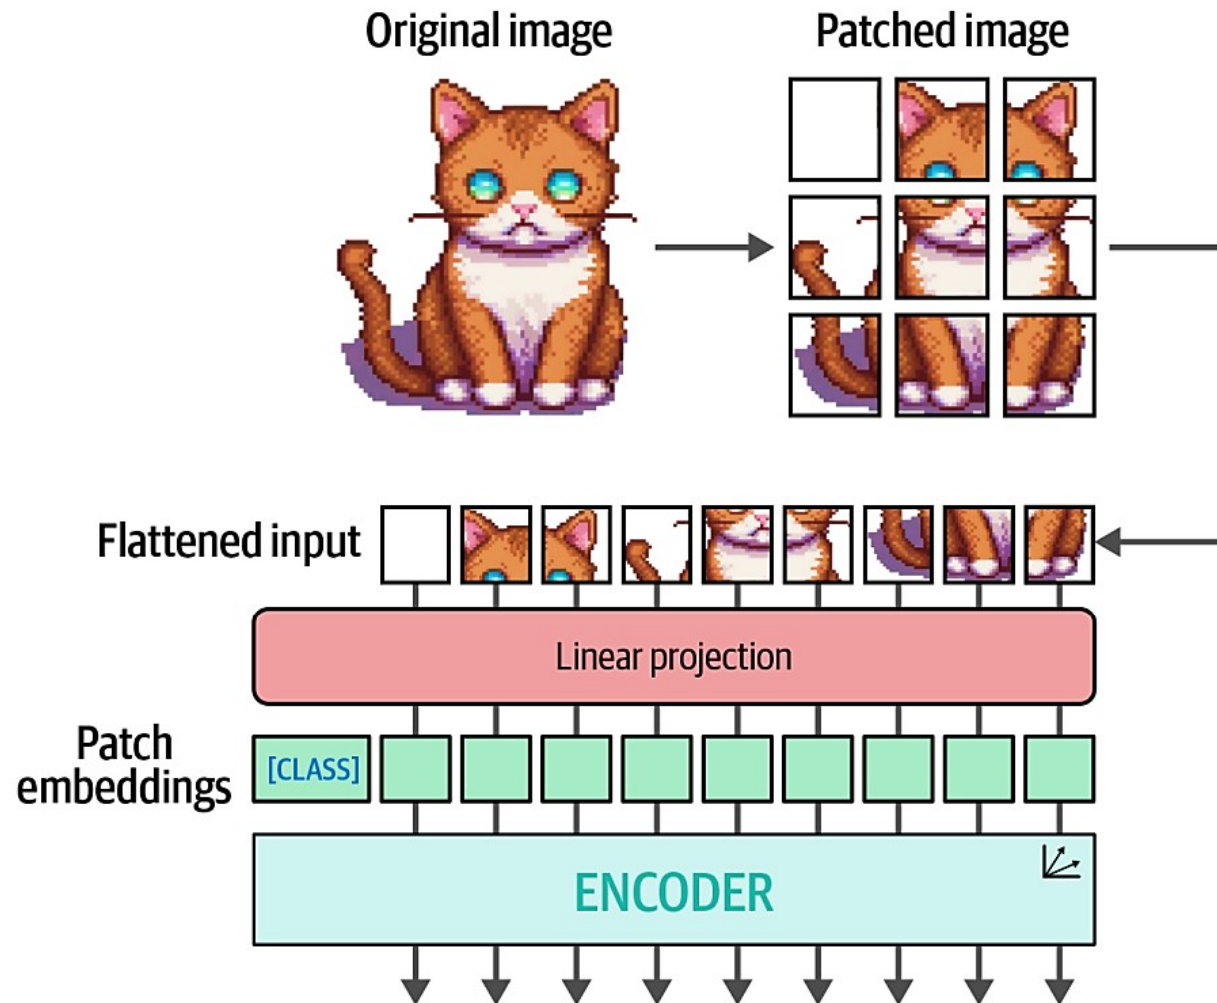 Original image
Patched image
Flattened input
Linear projection
Patch
embeddings
[CLASS]
ENCODER